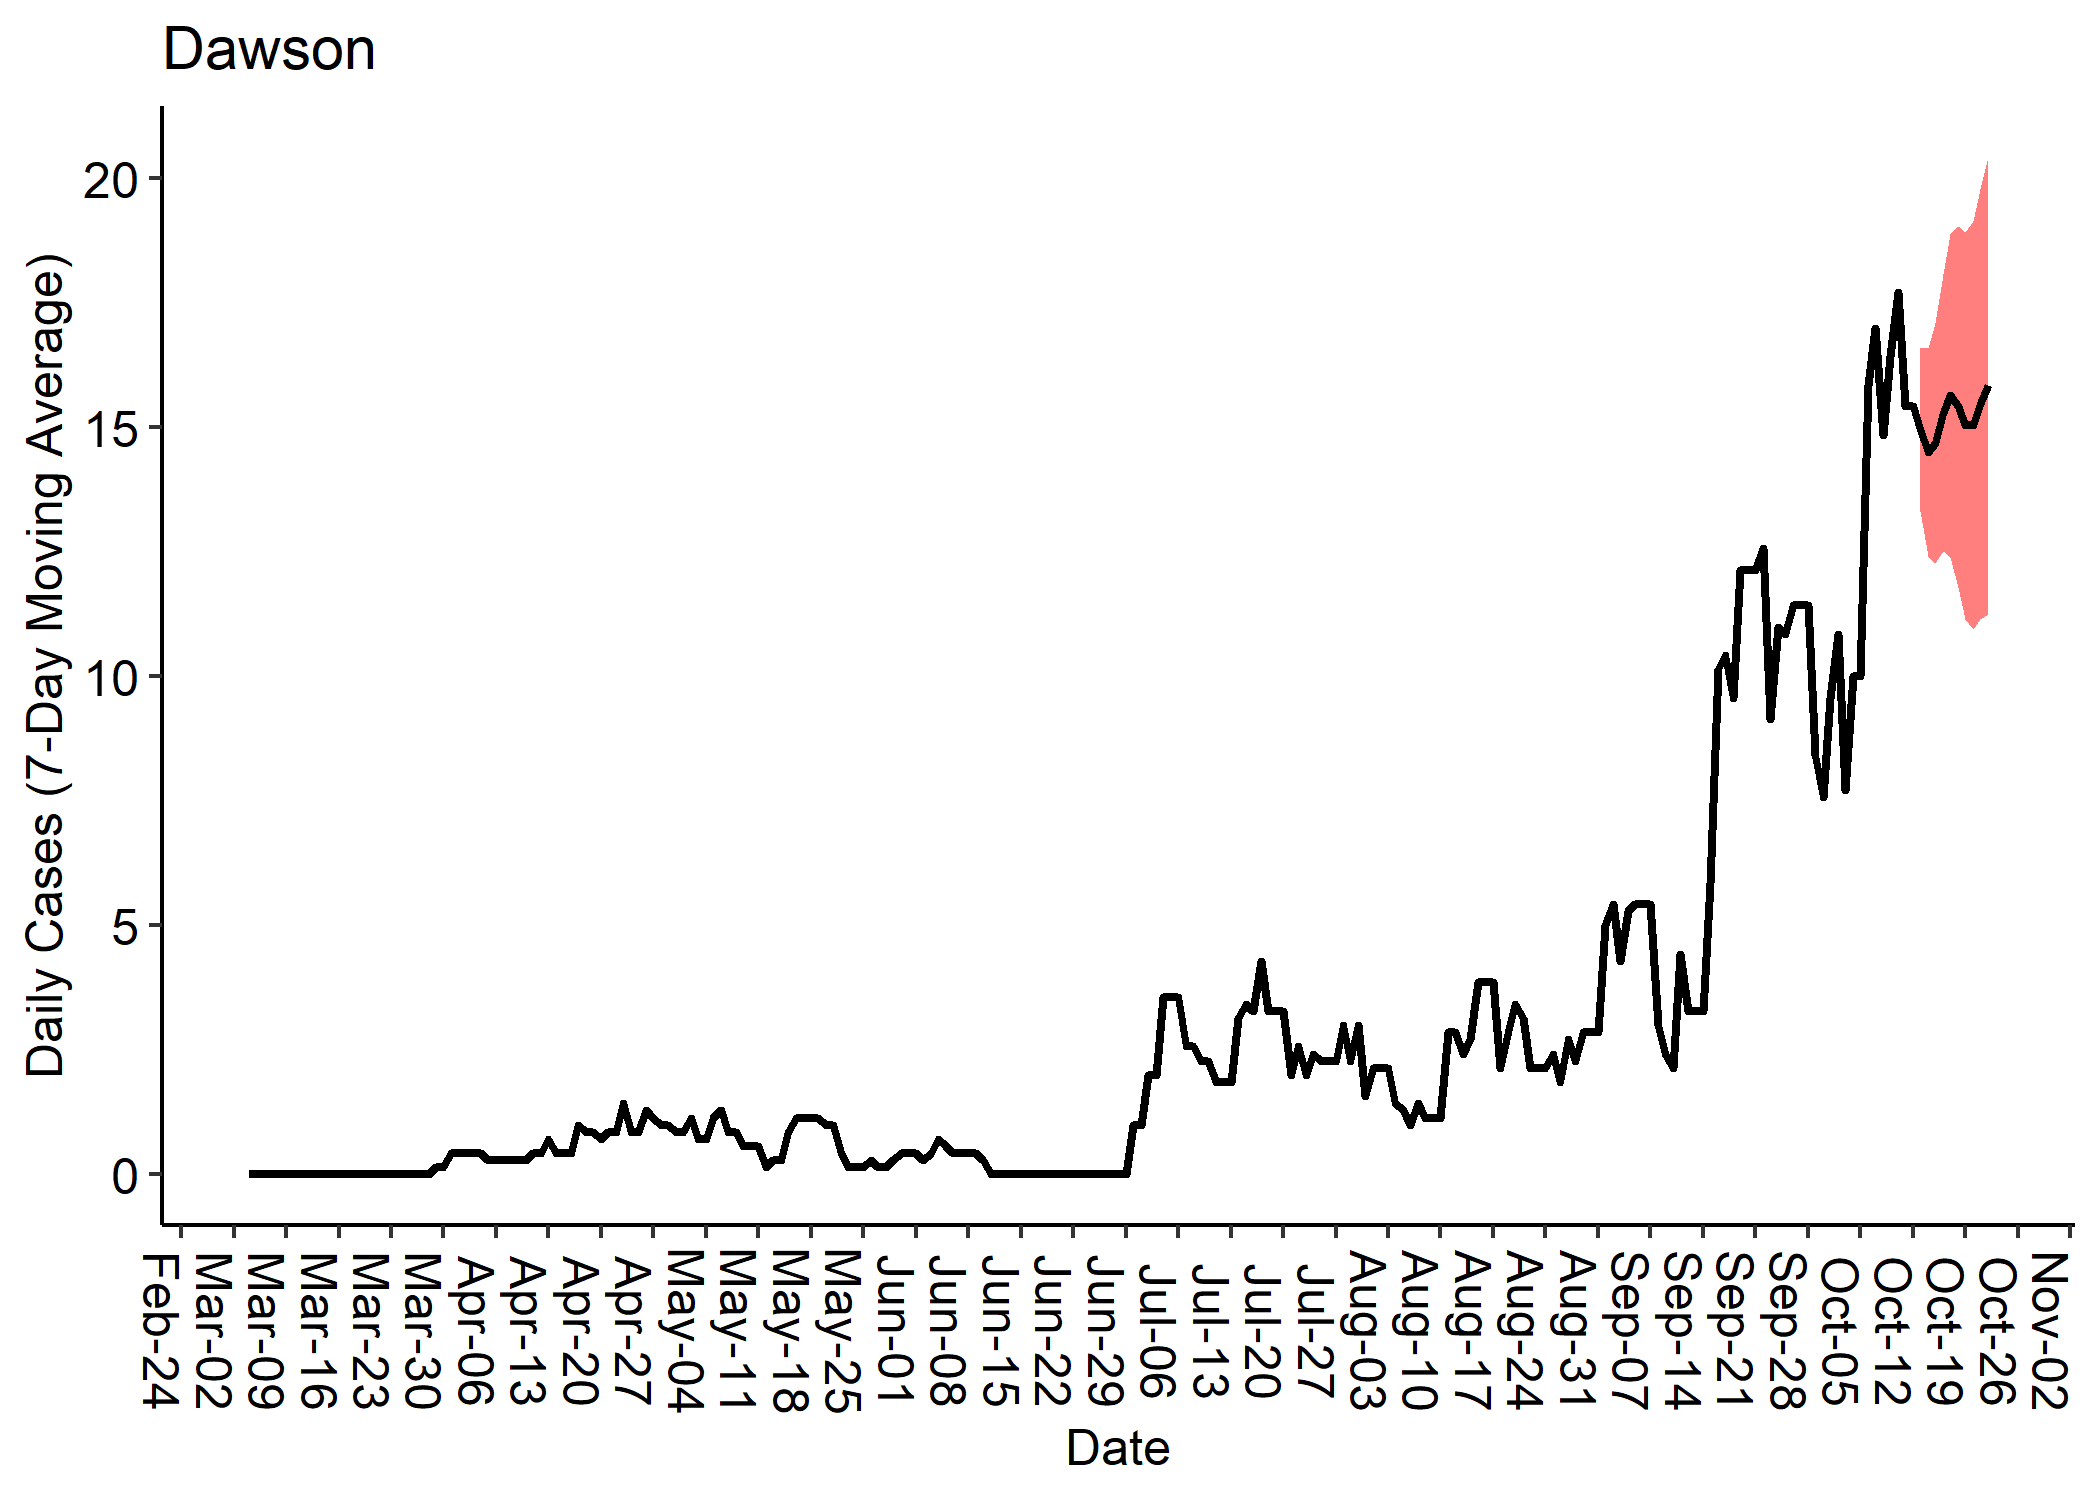 Dawson
Daily Cases (7-Day Moving Average)
20
15
10
5
0
Feb-24
Mar-02
Mar-09
Mar-16
Mar-23
Mar-30
Apr-06
Apr-13
Apr-20
Apr-27
May-04
May-11
May-18
May-25
Jun-01
Jun-08
Jun-15
Jun-22
Jun-29
Jul-06
Jul-13
Jul-20
Jul-27
Aug-03
Aug-10
Aug-17
Aug-24
Aug-31
Sep-07
Sep-14
Sep-21
Sep-28
Oct-05
Oct-12
Oct-19
Oct-26
Nov-02
Date